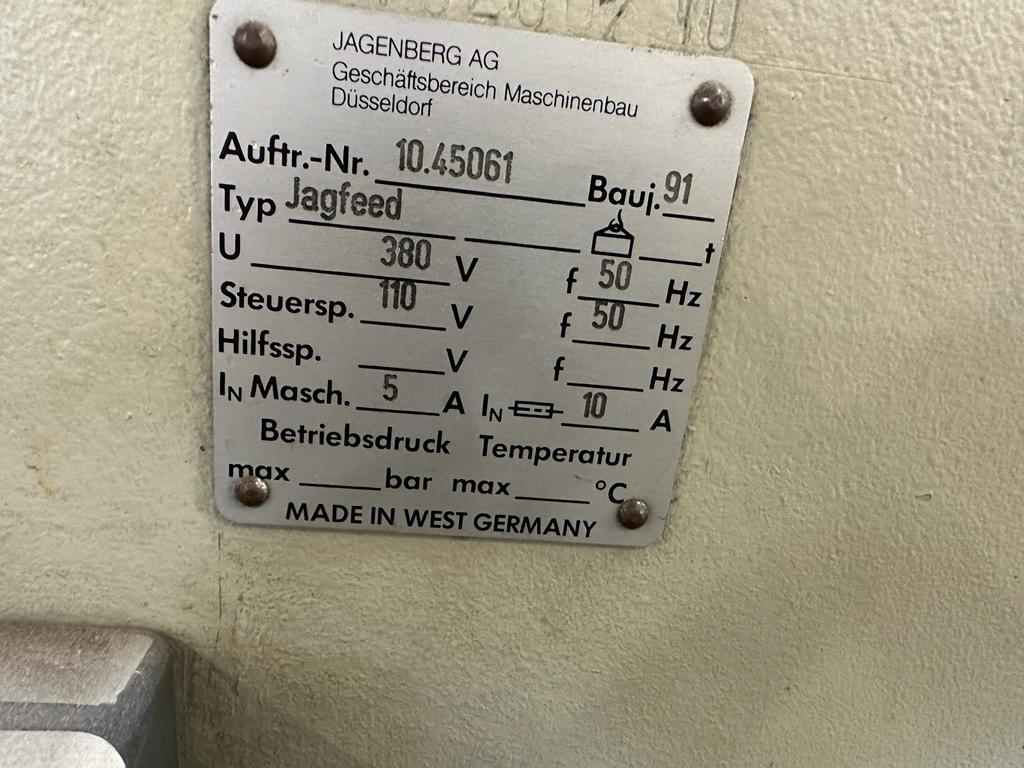 JAGENBERG AG
Geschäftsbereich Maschinenbau
Düsseldorf
Auftr.-Nr. 10.45061 Bauj. 91
Typ Jagfeed t
U 380 V f 50 Hz
Steuersp. 110 V f 50 Hz
Hilfssp. V f Hz
IN Masch. 5 A IN 10 A
Betriebsdruck Temperatur
max bar max °C
MADE IN WEST GERMANY